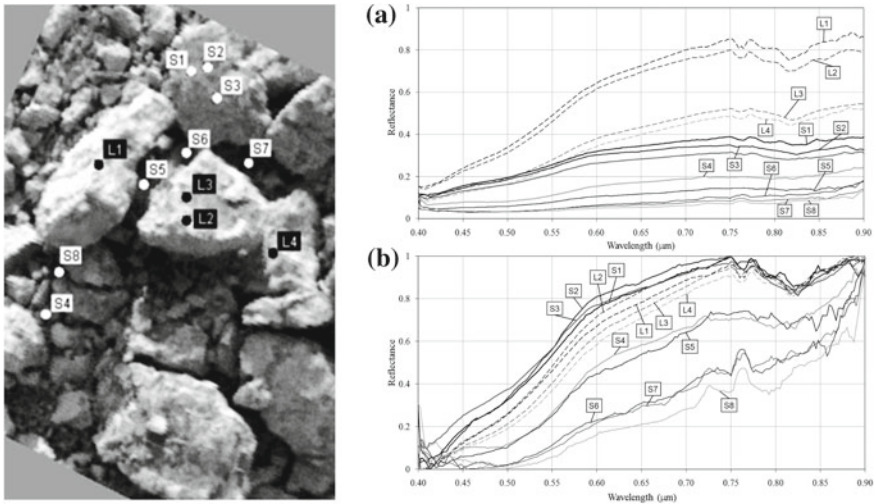 S1
S2
S3
S6
S7
L1
S5
L3
L2
L4
S8
S4
(a)
Reflectance
1
0.8
0.6
0.4
0.2
0
0.40 0.45 0.50 0.55 0.60 0.65 0.70 0.75 0.80 0.85 0.90
Wavelength (μm)
L1
L2
L3
L4
S1
S2
S3
S4
S6
S5
S7
S8
(b)
Reflectance
1
0.8
0.6
0.4
0.2
0
0.40 0.45 0.50 0.55 0.60 0.65 0.70 0.75 0.80 0.85 0.90
Wavelength (μm)
S3
S2
L2
S1
S4
L1
L3
L4
S5
S6
S7
S8